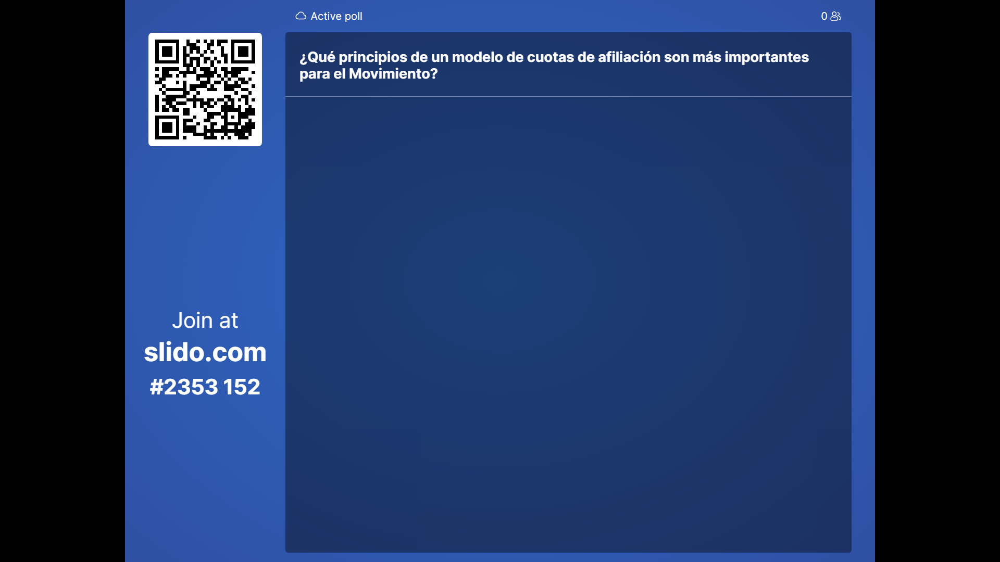 Active poll
0
¿Qué principios de un modelo de cuotas de afiliación son más importantes
para el Movimiento?
Join at
slido.com
#2353 152